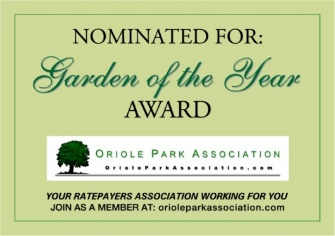 NOMINATED FOR:
Garden of the Year
AWARD
ORIOLE PARK ASSOCIATION
OrioleParkAssociation.com
YOUR RATEPAYERS ASSOCIATION WORKING FOR YOU
JOIN AS A MEMBER AT: orioleparkassociation.com